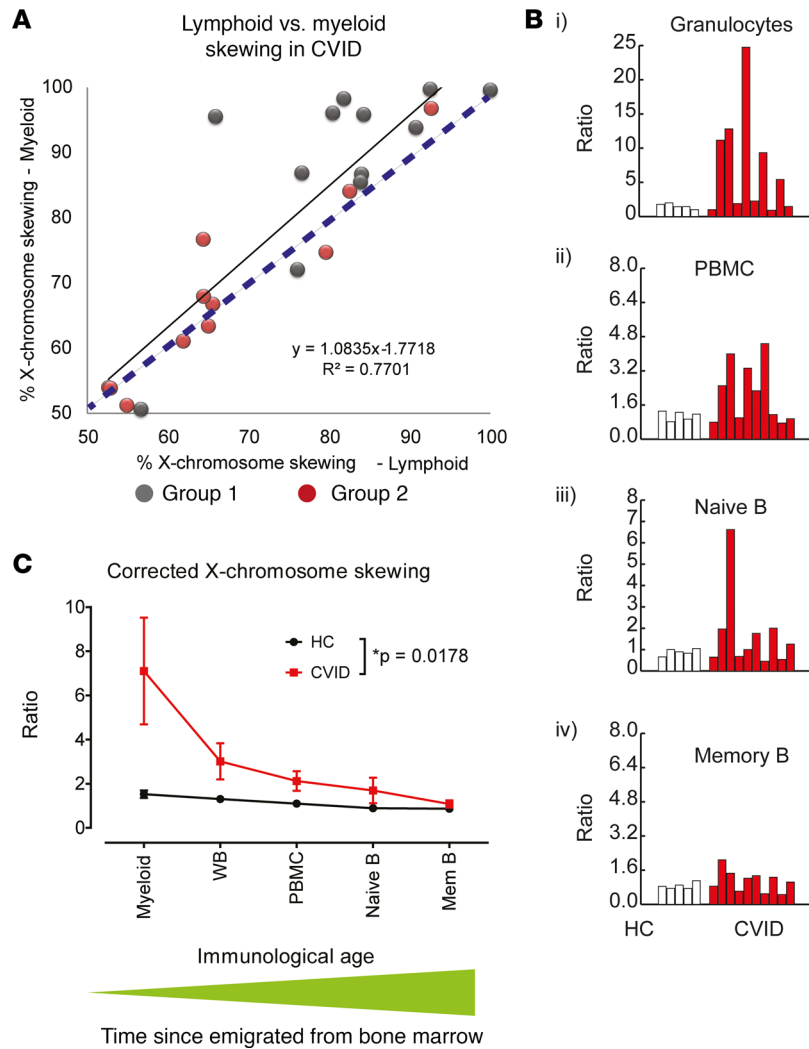 A
Lymphoid vs. myeloid
skewing in CVID
% X-chromosome skewing - Myeloid
100
90
80
70
60
50
y = 1.0835x-1.7718
R² = 0.7701
50 60 70 80 90 100
% X-chromosome skewing - Lymphoid
Group 1 Group 2
B
i)
Granulocytes
Ratio
25
20
15
10
5
0
ii)
PBMC
Ratio
8.0
6.4
4.8
3.2
1.6
0.0
iii)
Naive B
Ratio
8
7
6
5
4
3
2
1
0
iv)
Memory B
Ratio
8.0
6.4
4.8
3.2
1.6
0.0
HC CVID
C
Corrected X-chromosome skewing
Ratio
10
8
6
4
2
0
HC
CVID
*p = 0.0178
Myeloid
WB
PBMC
Naive B
Mem B
Immunological age
Time since emigrated from bone marrow